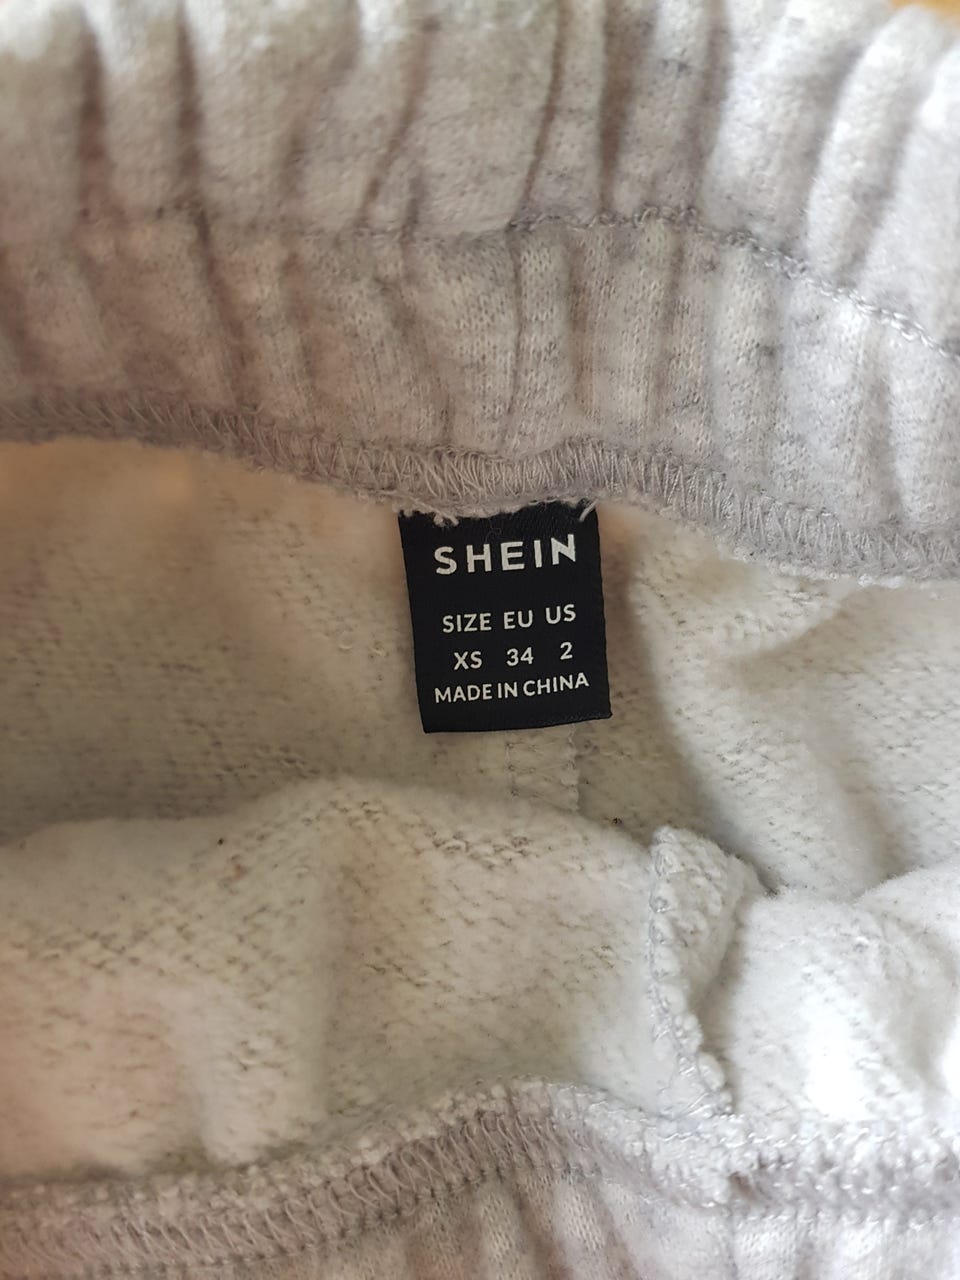 SHEIN
SIZE EU US
XS 34 2
MADE IN CHINA